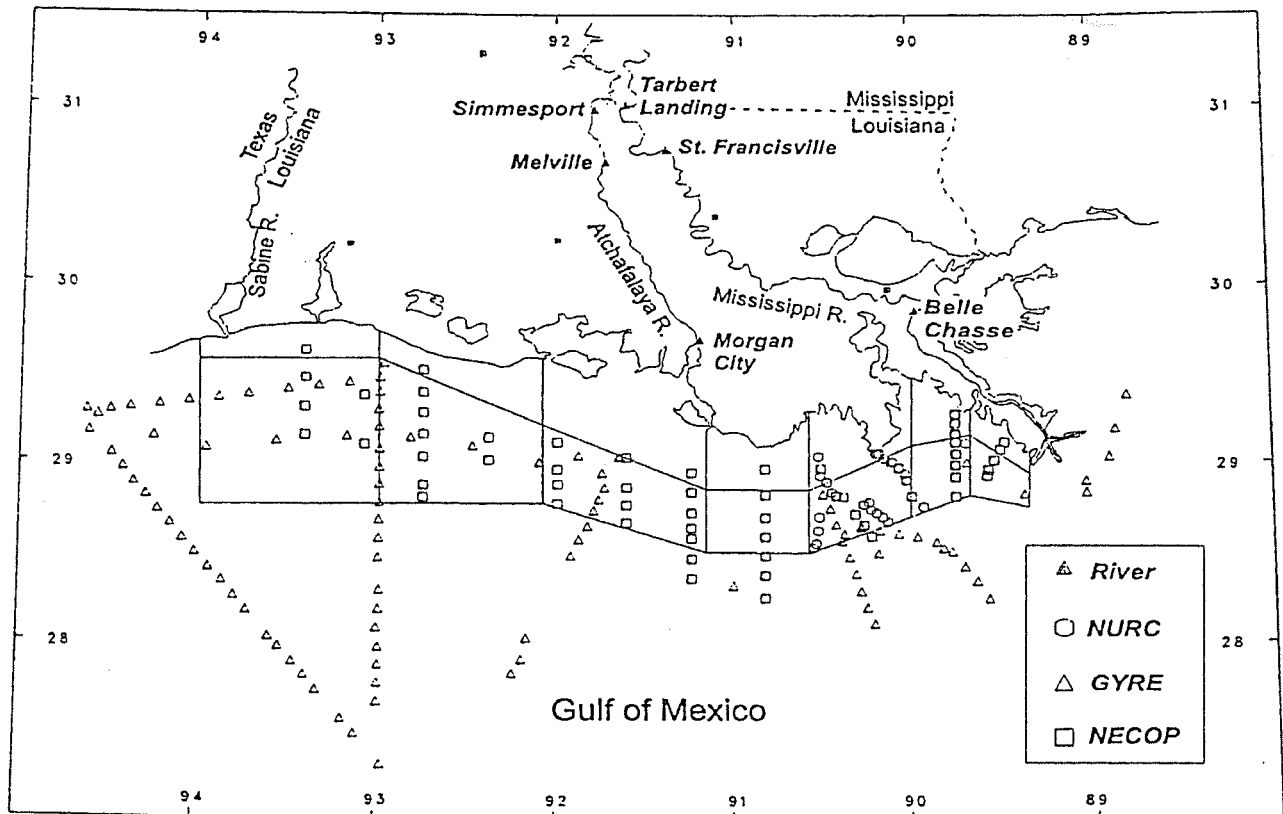 94
93
92
91
90
89
31
31
Texas
Louisiana
Sabine R.
Simmesport
Tarbert
Landing
Mississippi
Louisiana
Melville
St. Francisville
30
30
Atchafalaya R.
Mississippi R.
Belle
Chasse
Morgan
City
29
29
28
28
River
NURC
GYRE
NECOP
Gulf of Mexico
94
93
92
91
90
89